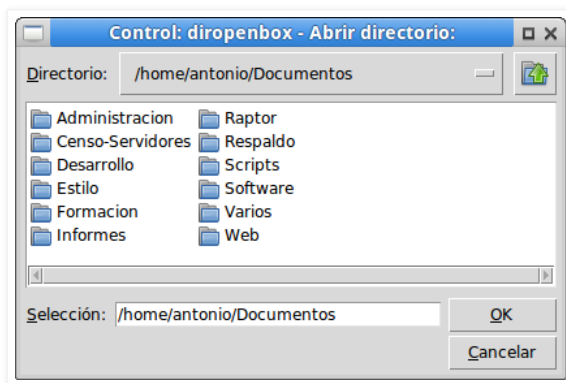 Control: diropenbox - Abrir directorio:
Directorio: /home/antonio/Documentos
Administracion Raptor
Censo-Servidores Respaldo
Desarrollo Scripts
Estilo Software
Formacion Varios
Informes Web
Selección: /home/antonio/Documentos OK
Cancelar